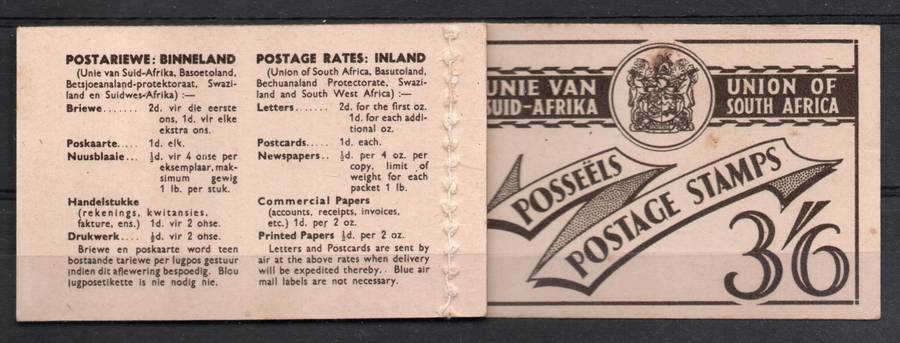 POSTARIEWE: BINNELAND
(Unie van Suid-Afrika, Basoetoland,
Betsjoeanaland-protektoraat, Swazi-
land en Suidwes-Afrika) :—
Briewe....... 2d. vir die eerste
ons, 1d. vir elke
ekstra ons.
Poskaarte.... 1d. elk.
Nuusblaaie... ½d. vir 4 onse per
eksemplaar, mak-
simum gewig
1 lb. per stuk.
Handelstukke
(rekenings, kwitansies,
fakture, ens.) 1d. vir 2 onse.
Drukwerk.... ½d. vir 2 onse.
Briewe en poskaarte word teen
bostaande tariewe per lugpos gestuur
indien dit aflewering bespoedig. Blou
lugposetikette is nie nodig nie.
POSTAGE RATES: INLAND
(Union of South Africa, Basutoland,
Bechuanaland Protectorate, Swazi-
land and South West Africa) :—
Letters....... 2d. for the first oz.
1d. for each addi-
tional oz.
Postcards..... 1d. each.
Newspapers.. ½d. per 4 oz. per
copy, limit of
weight for each
packet 1 lb.
Commercial Papers
(accounts, receipts, invoices,
etc.) 1d. per 2 oz.
Printed Papers ½d. per 2 oz.
Letters and Postcards are sent by
air at the above rates when delivery
will be expedited thereby. Blue air
mail labels are not necessary.
UNIE VAN
SUID-AFRIKA
UNION OF
SOUTH AFRICA
POSSEËLS
POSTAGE STAMPS
3/6